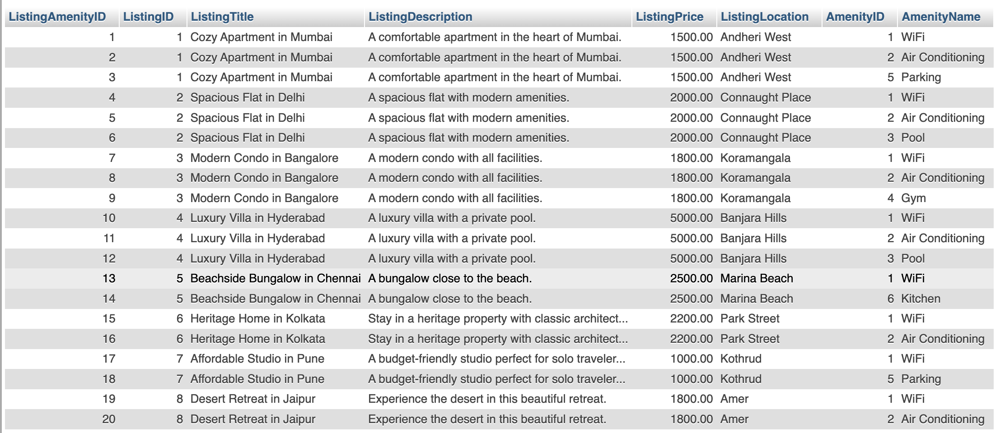 ListingAmenityID ListingID ListingTitle ListingDescription ListingPrice ListingLocation AmenityID AmenityName
1 1 Cozy Apartment in Mumbai A comfortable apartment in the heart of Mumbai. 1500.00 Andheri West 1 WiFi
2 1 Cozy Apartment in Mumbai A comfortable apartment in the heart of Mumbai. 1500.00 Andheri West 2 Air Conditioning
3 1 Cozy Apartment in Mumbai A comfortable apartment in the heart of Mumbai. 1500.00 Andheri West 5 Parking
4 2 Spacious Flat in Delhi A spacious flat with modern amenities. 2000.00 Connaught Place 1 WiFi
5 2 Spacious Flat in Delhi A spacious flat with modern amenities. 2000.00 Connaught Place 2 Air Conditioning
6 2 Spacious Flat in Delhi A spacious flat with modern amenities. 2000.00 Connaught Place 3 Pool
7 3 Modern Condo in Bangalore A modern condo with all facilities. 1800.00 Koramangala 1 WiFi
8 3 Modern Condo in Bangalore A modern condo with all facilities. 1800.00 Koramangala 2 Air Conditioning
9 3 Modern Condo in Bangalore A modern condo with all facilities. 1800.00 Koramangala 4 Gym
10 4 Luxury Villa in Hyderabad A luxury villa with a private pool. 5000.00 Banjara Hills 1 WiFi
11 4 Luxury Villa in Hyderabad A luxury villa with a private pool. 5000.00 Banjara Hills 2 Air Conditioning
12 4 Luxury Villa in Hyderabad A luxury villa with a private pool. 5000.00 Banjara Hills 3 Pool
13 5 Beachside Bungalow in Chennai A bungalow close to the beach. 2500.00 Marina Beach 1 WiFi
14 5 Beachside Bungalow in Chennai A bungalow close to the beach. 2500.00 Marina Beach 6 Kitchen
15 6 Heritage Home in Kolkata Stay in a heritage property with classic architect... 2200.00 Park Street 1 WiFi
16 6 Heritage Home in Kolkata Stay in a heritage property with classic architect... 2200.00 Park Street 2 Air Conditioning
17 7 Affordable Studio in Pune A budget-friendly studio perfect for solo traveler... 1000.00 Kothrud 1 WiFi
18 7 Affordable Studio in Pune A budget-friendly studio perfect for solo traveler... 1000.00 Kothrud 5 Parking
19 8 Desert Retreat in Jaipur Experience the desert in this beautiful retreat. 1800.00 Amer 1 WiFi
20 8 Desert Retreat in Jaipur Experience the desert in this beautiful retreat. 1800.00 Amer 2 Air Conditioning